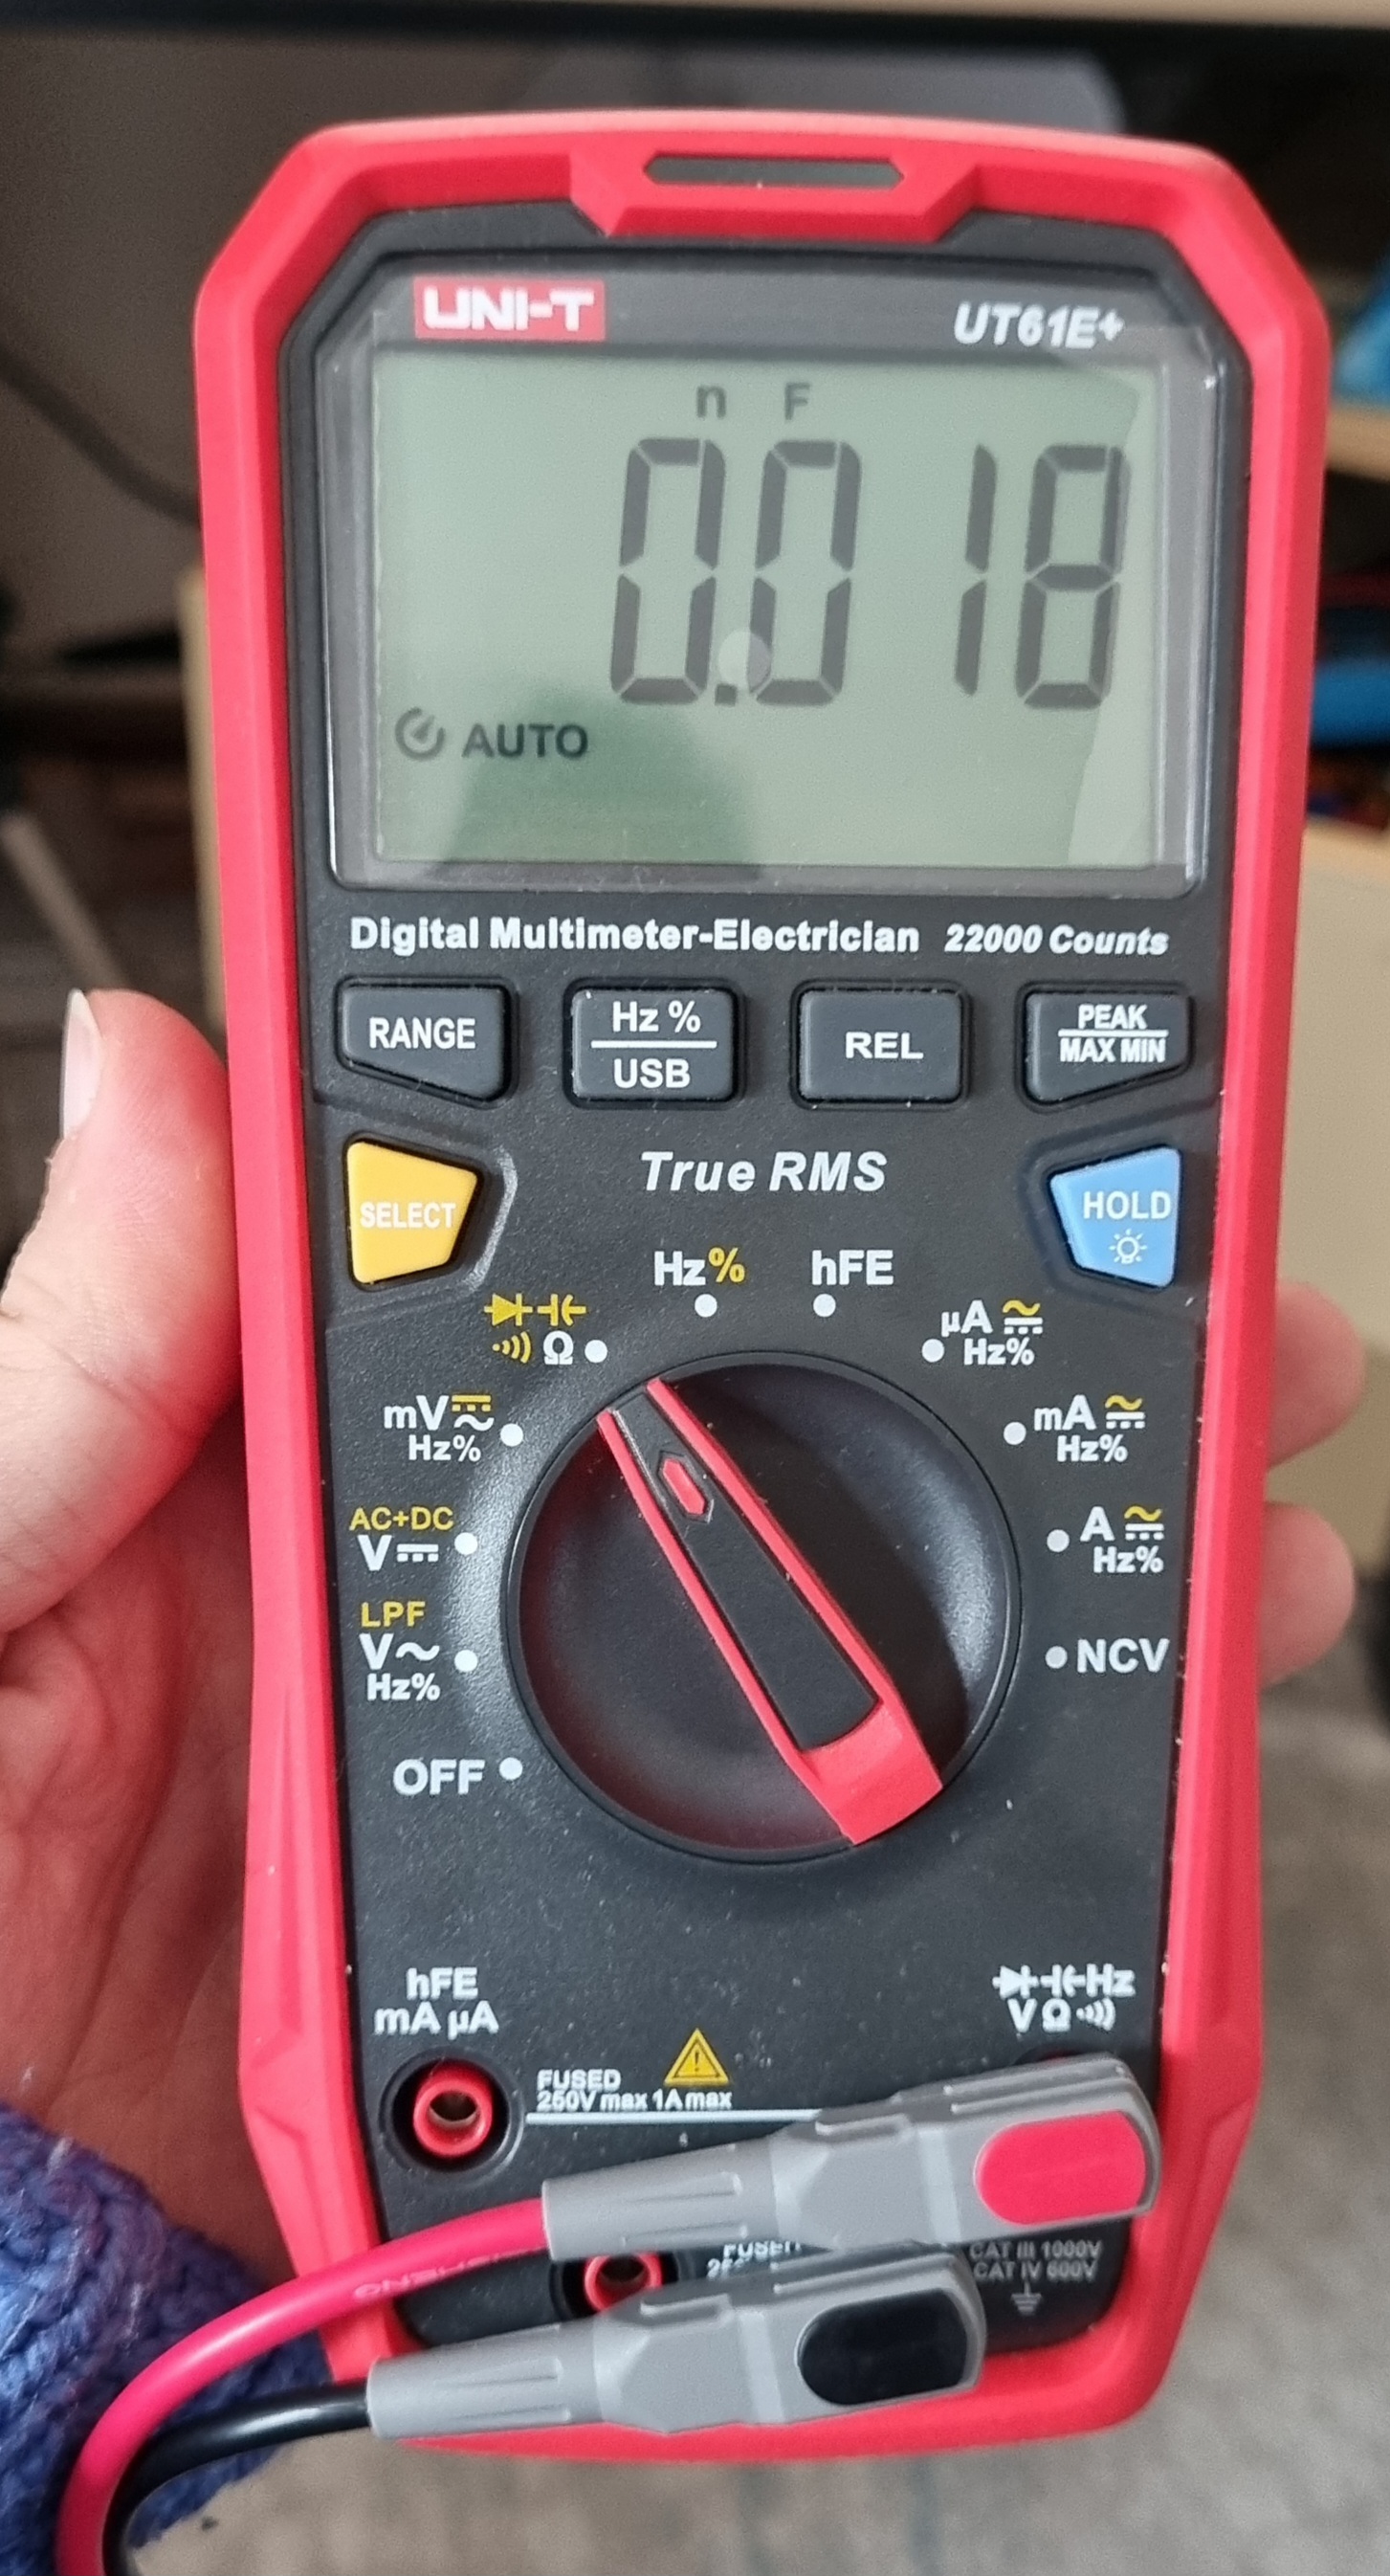 UNI-T
UT61E+
n F
0.018
AUTO
Digital Multimeter-Electrician 22000 Counts
RANGE
Hz %
USB
REL
PEAK
MAX MIN
SELECT
True RMS
HOLD
Hz%
hFE
Ω
µA
Hz%
mV
Hz%
mA
Hz%
AC+DC
V
A
Hz%
LPF
V~
Hz%
NCV
OFF
hFE
mA µA
Hz
V Ω
FUSED
250V max 1A max
FUSED
CAT III 1000V
CAT IV 600V